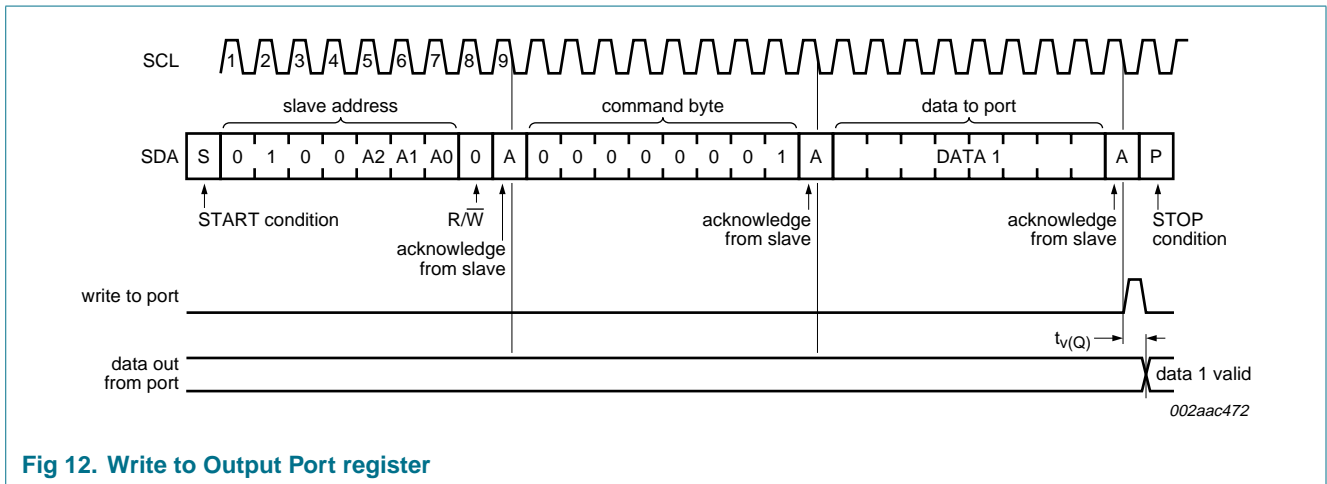 SCL 1 2 3 4 5 6 7 8 9
slave address command byte data to port
SDA S 0 1 0 0 A2 A1 A0 0 A 0 0 0 0 0 0 0 1 A DATA 1 A P
START condition R/W̅ acknowledge from slave acknowledge from slave acknowledge from slave STOP condition
write to port
tv(Q)
data out from port
data 1 valid
002aac472
Fig 12. Write to Output Port register